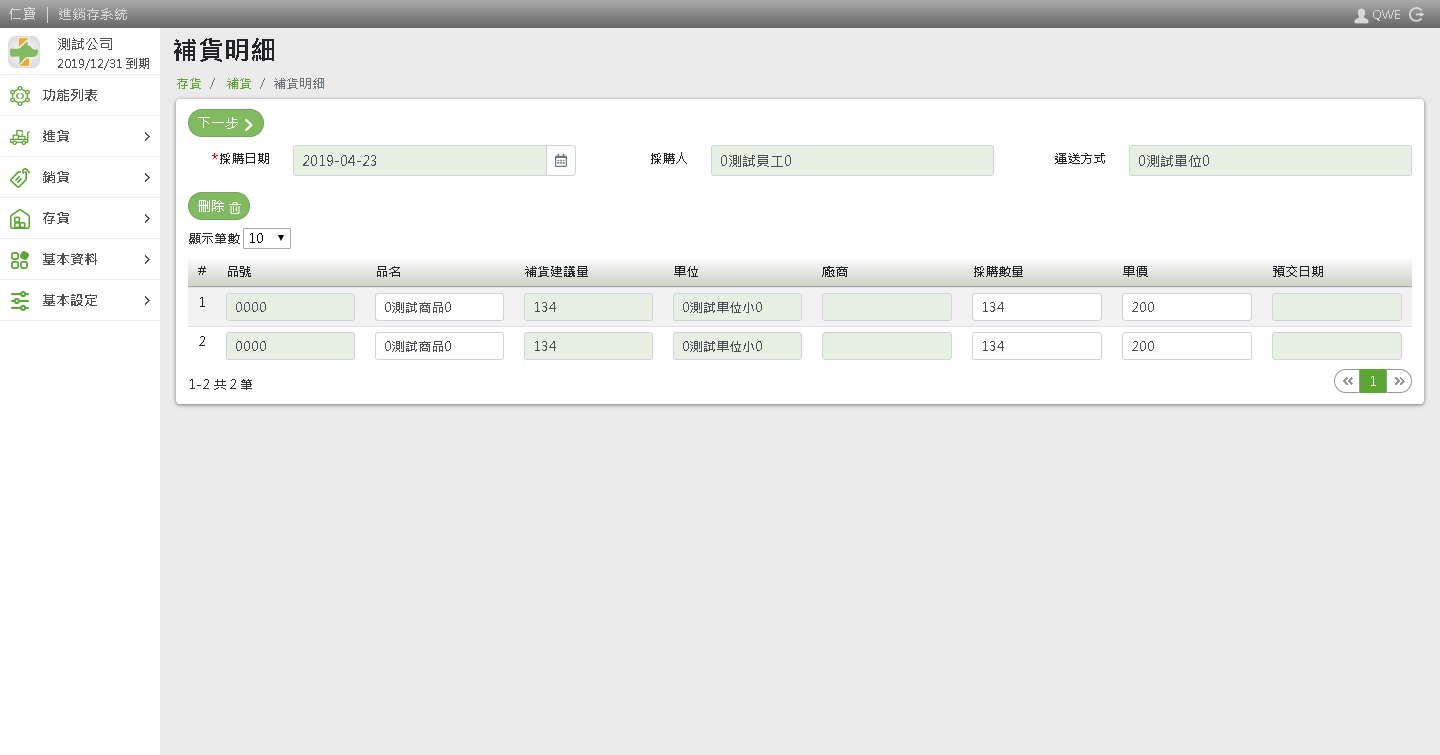 仁寶 進銷存系統 QWE
測試公司
2019/12/31 到期
功能列表
進貨
銷貨
存貨
基本資料
基本設定
補貨明細
存貨 / 補貨 / 補貨明細
下一步
*採購日期 2019-04-23 採購人 0測試員工0 運送方式 0測試單位0
刪除
顯示筆數 10
# 品號 品名 補貨建議量 單位 廠商 採購數量 單價 預交日期
1 0000 0測試商品0 134 0測試單位小0 134 200
2 0000 0測試商品0 134 0測試單位小0 134 200
1-2 共 2 筆 « 1 »